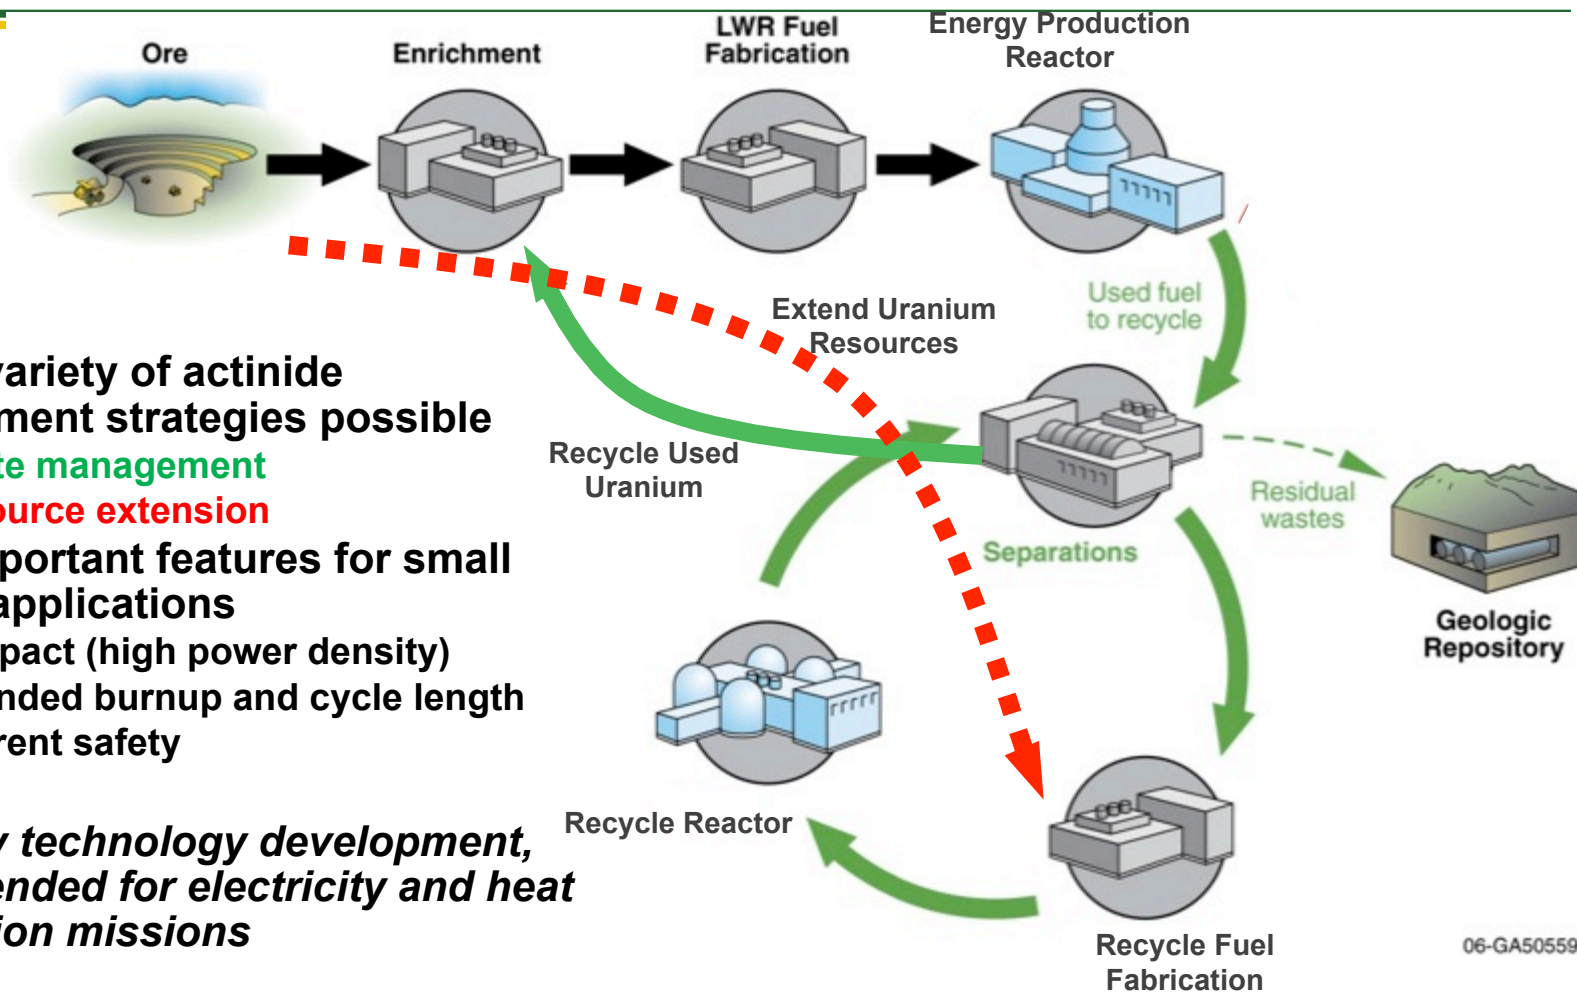 Ore
Enrichment
LWR Fuel
Fabrication
Energy Production
Reactor
Used fuel
to recycle
Extend Uranium
Resources
variety of actinide
ment strategies possible
te management
ource extension
portant features for small
applications
pact (high power density)
nded burnup and cycle length
rent safety
y technology development,
ended for electricity and heat
ion missions
Recycle Used
Uranium
Separations
Residual
wastes
Geologic
Repository
Recycle Reactor
Recycle Fuel
Fabrication
06-GA50559